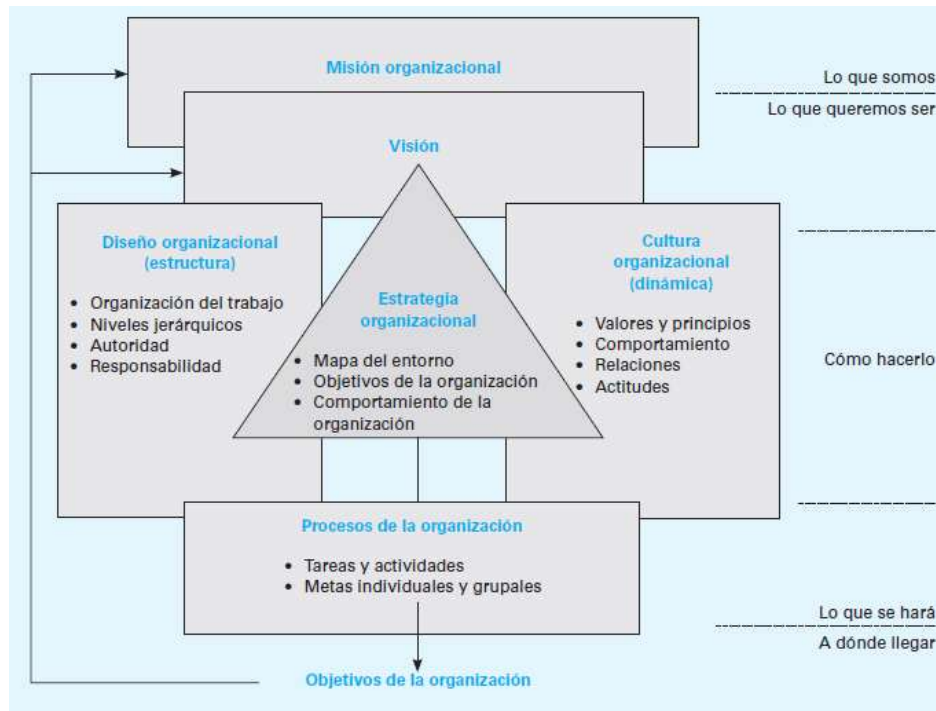 Misión organizacional
Lo que somos
Lo que queremos ser
Visión
Diseño organizacional
(estructura)
• Organización del trabajo
• Niveles jerárquicos
• Autoridad
• Responsabilidad
Estrategia
organizacional
• Mapa del entorno
• Objetivos de la organización
• Comportamiento de la
organización
Cultura
organizacional
(dinámica)
• Valores y principios
• Comportamiento
• Relaciones
• Actitudes
Cómo hacerlo
Procesos de la organización
• Tareas y actividades
• Metas individuales y grupales
Lo que se hará
A dónde llegar
Objetivos de la organización